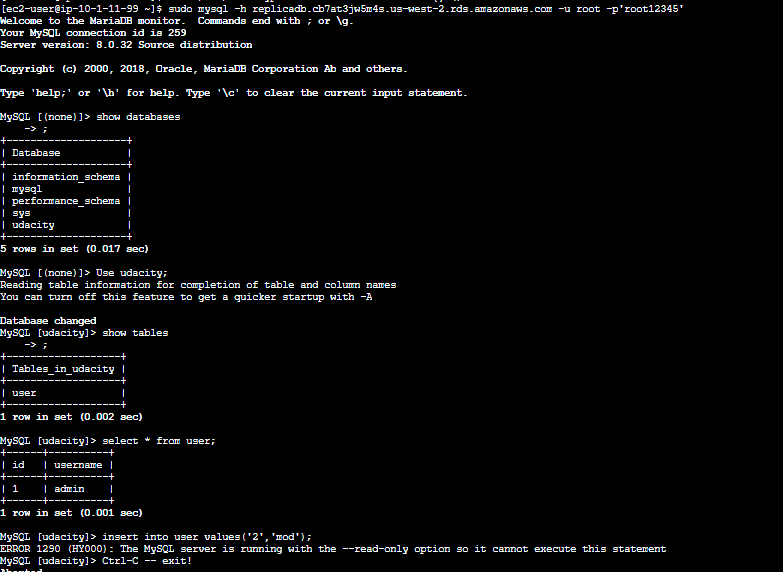 [ec2-user@ip-10-1-11-99 ~]$ sudo mysql -h replicadb.cb7at3jw5m4s.us-west-2.rds.amazonaws.com -u root -p'root12345'
Welcome to the MariaDB monitor.  Commands end with ; or \g.
Your MySQL connection id is 259
Server version: 8.0.32 Source distribution

Copyright (c) 2000, 2018, Oracle, MariaDB Corporation Ab and others.

Type 'help;' or '\h' for help. Type '\c' to clear the current input statement.

MySQL [(none)]> show databases
    -> ;
+--------------------+
| Database           |
+--------------------+
| information_schema |
| mysql              |
| performance_schema |
| sys                |
| udacity            |
+--------------------+
5 rows in set (0.017 sec)

MySQL [(none)]> Use udacity;
Reading table information for completion of table and column names
You can turn off this feature to get a quicker startup with -A

Database changed
MySQL [udacity]> show tables
    -> ;
+-------------------+
| Tables_in_udacity |
+-------------------+
| user              |
+-------------------+
1 row in set (0.002 sec)

MySQL [udacity]> select * from user;
+------+----------+
| id   | username |
+------+----------+
| 1    | admin    |
+------+----------+
1 row in set (0.001 sec)

MySQL [udacity]> insert into user values('2','mod');
ERROR 1290 (HY000): The MySQL server is running with the --read-only option so it cannot execute this statement
MySQL [udacity]> Ctrl-C -- exit!